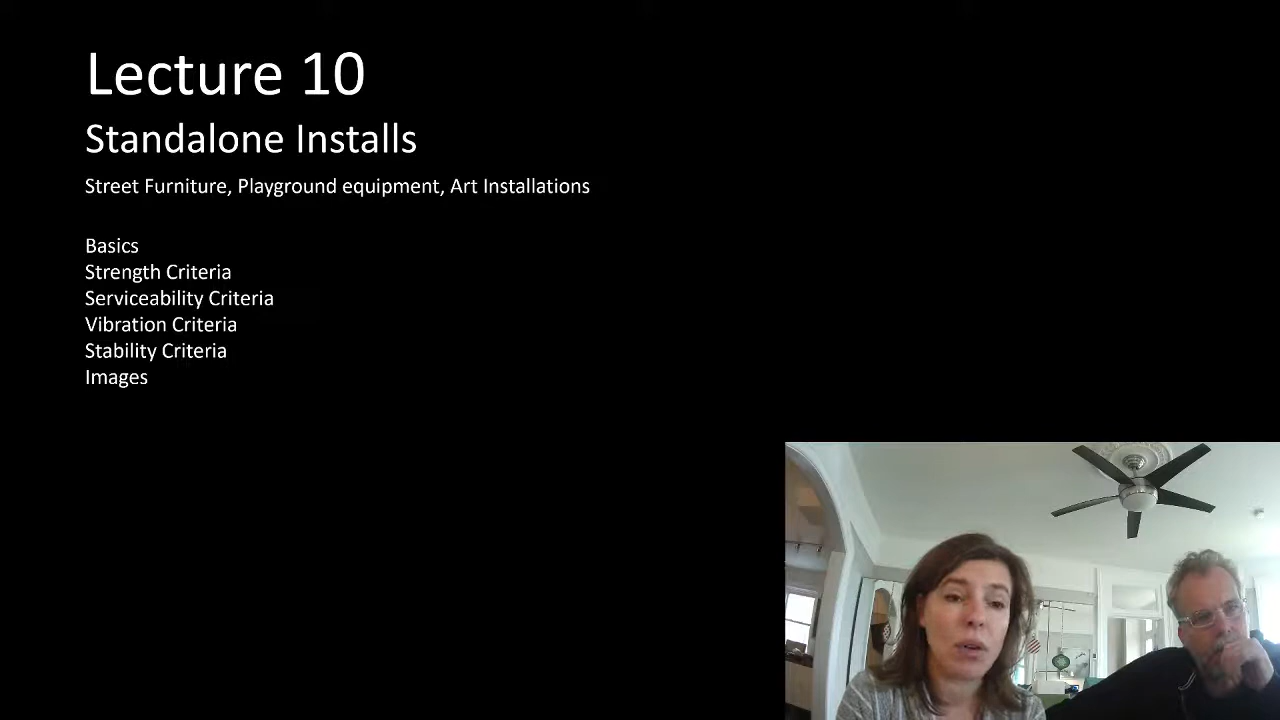 Lecture 10
Standalone Installs
Street Furniture, Playground equipment, Art Installations
Basics
Strength Criteria
Serviceability Criteria
Vibration Criteria
Stability Criteria
Images